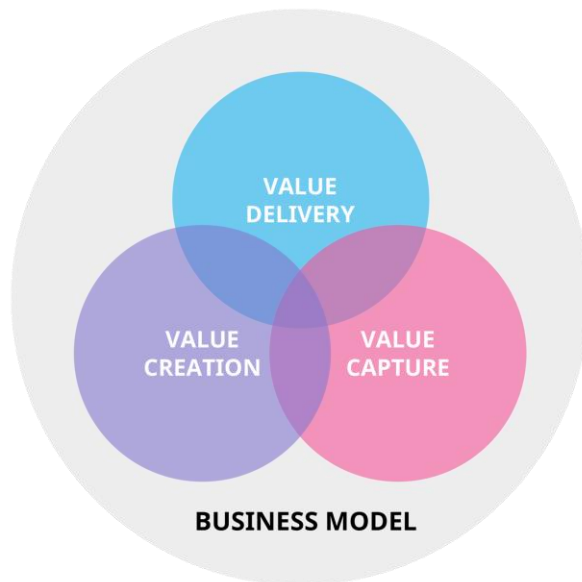 VALUE
DELIVERY
VALUE
CREATION
VALUE
CAPTURE
BUSINESS MODEL